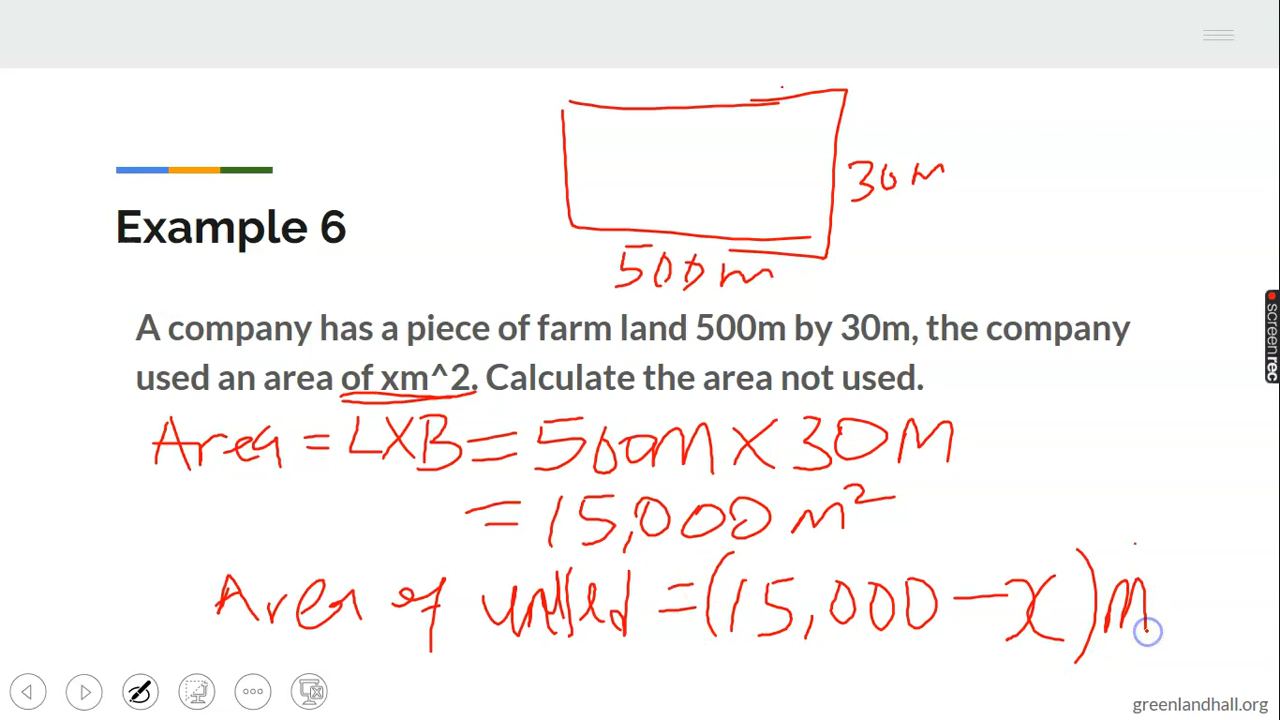 30m
Example 6
500m
A company has a piece of farm land 500m by 30m, the company
used an area of xm^2. Calculate the area not used.
Area = LXB = 500m X 30M
= 15,000 m²
Area of = (15,000 - x) m
screenrec
greenlandhall.org